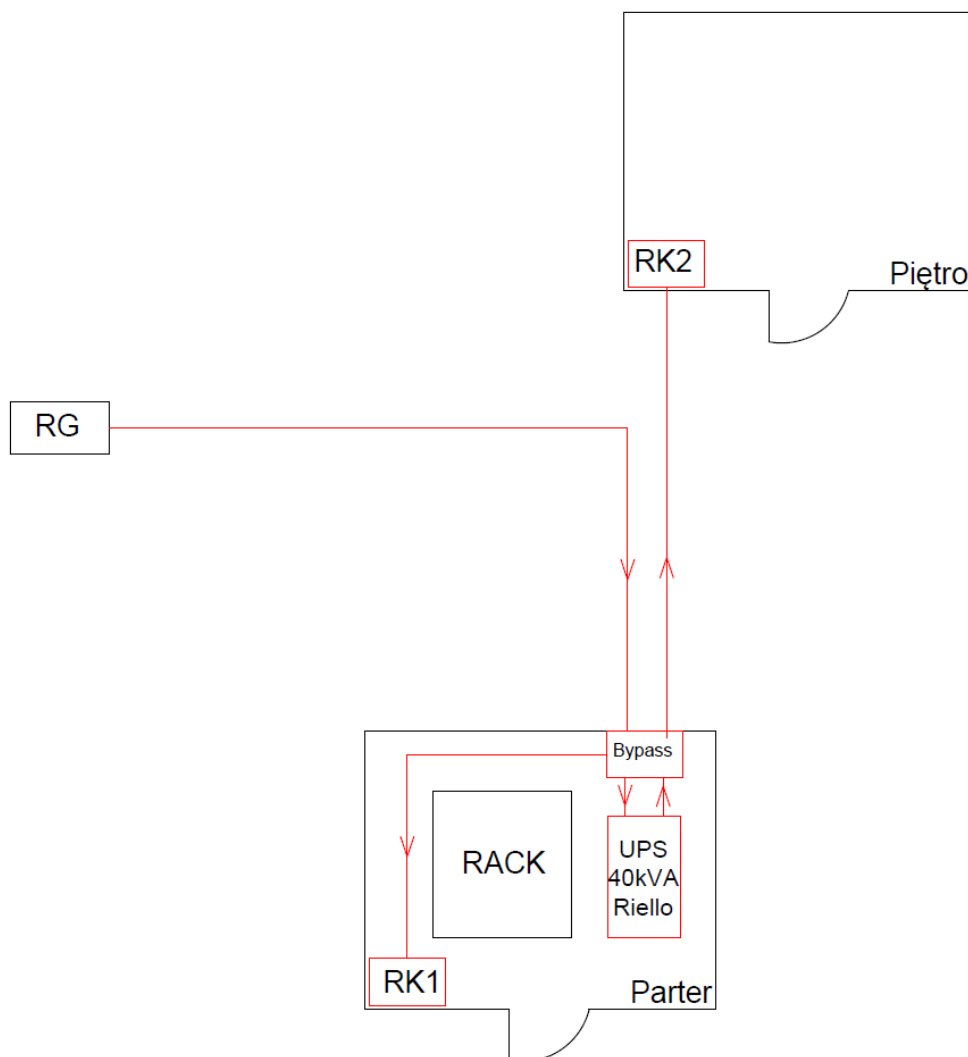 RK2
Piętro
RG
Bypass
RACK
UPS
40kVA
Riello
RK1
Parter